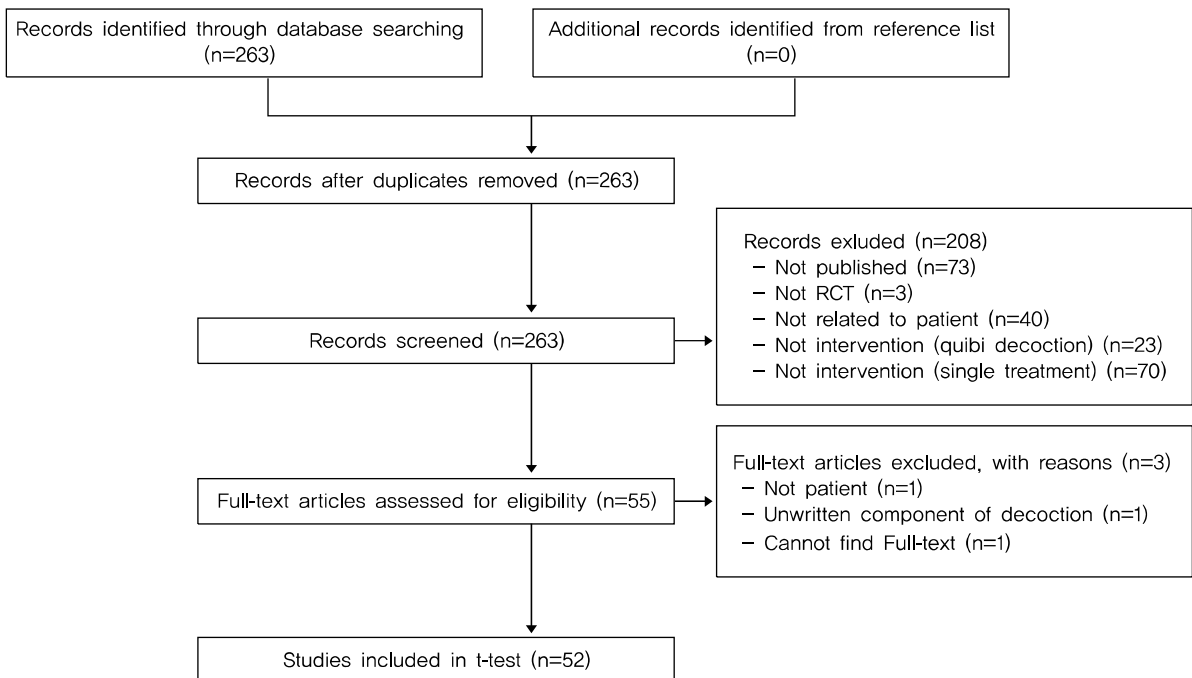 Records identified through database searching
(n=263)
Additional records identified from reference list
(n=0)
Records after duplicates removed (n=263)
Records exluded (n=208)
– Not published (n=73)
– Not RCT (n=3)
– Not related to patient (n=40)
– Not intervention (quibi decoction) (n=23)
– Not intervention (single treatment) (n=70)
Records screened (n=263)
Full-text articles excluded, with reasons (n=3)
– Not patient (n=1)
– Unwritten component of decoction (n=1)
– Cannot find Full-text (n=1)
Full-text articles assessed for eligibility (n=55)
Studies included in t-test (n=52)